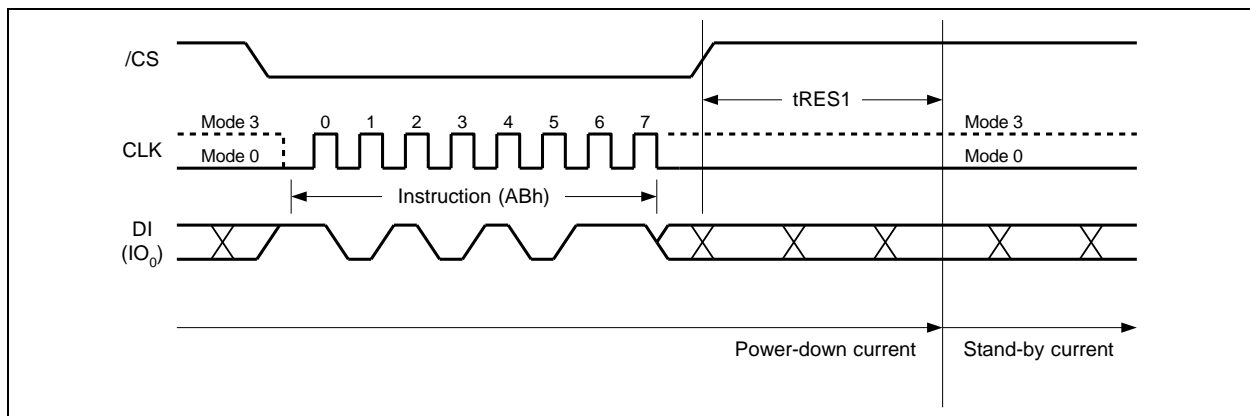 /CS
tRES1
Mode 3 0 1 2 3 4 5 6 7 Mode 3
CLK
Mode 0 Mode 0
Instruction (ABh)
DI
(IO0)
Power-down current Stand-by current